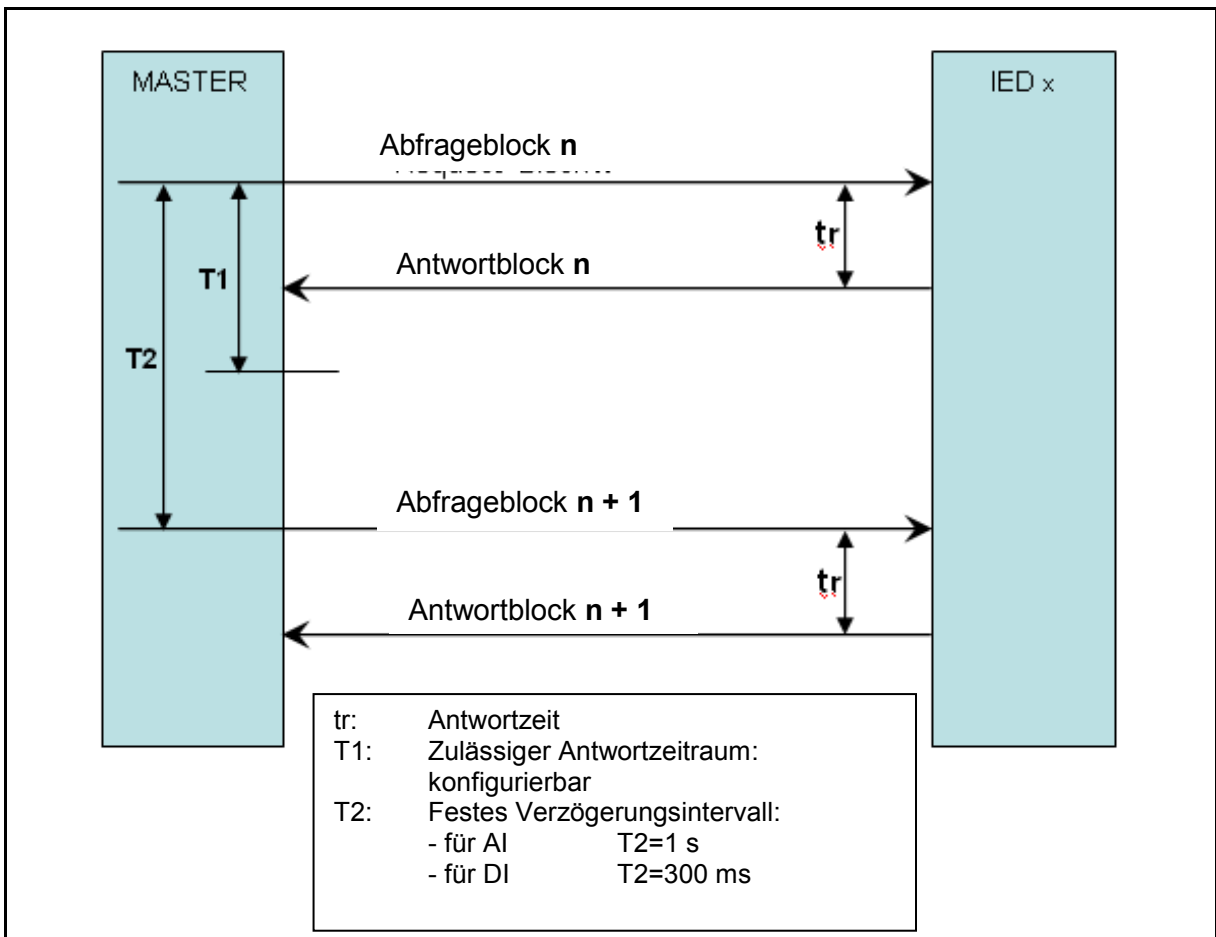 MASTER
IED x
Abfrageblock n
tr
Antwortblock n
T1
T2
Abfrageblock n + 1
tr
Antwortblock n + 1
tr: Antwortzeit
T1: Zulässiger Antwortzeitraum:
konfigurierbar
T2: Festes Verzögerungsintervall:
- für AI T2=1 s
- für DI T2=300 ms